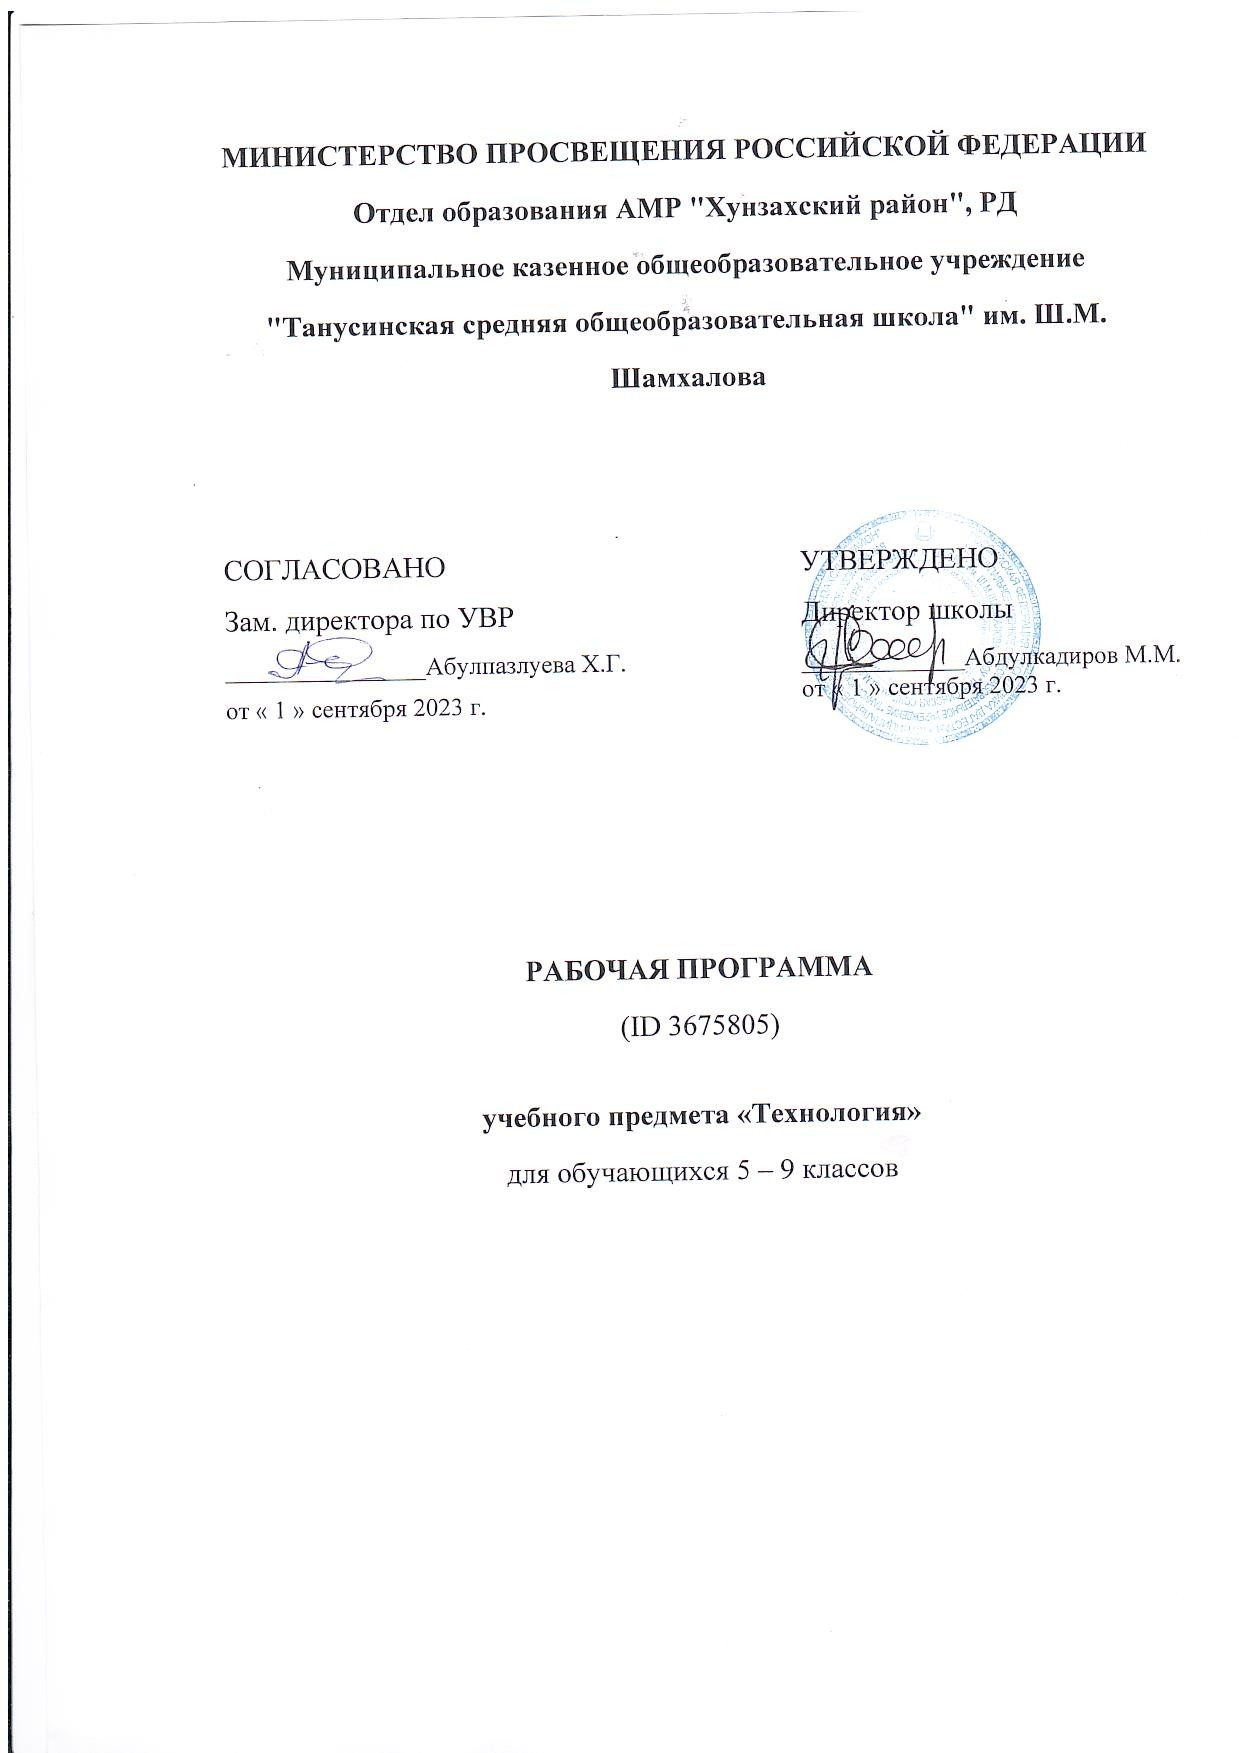 МИНИСТЕРСТВО ПРОСВЕЩЕНИЯ РОССИЙСКОЙ ФЕДЕРАЦИИ
Отдел образования АМР "Хунзахский район", РД
Муниципальное казенное общеобразовательное учреждение
"Танусинская средняя общеобразовательная школа" им. Ш.М.
Шамхалова
СОГЛАСОВАНО
Зам. директора по УВР
Абулпазлуева Х.Г.
от « 1 » сентября 2023 г.
УТВЕРЖДЕНО
Директор школы
Абдулкадиров М.М.
от « 1 » сентября 2023 г.
РАБОЧАЯ ПРОГРАММА
(ID 3675805)
учебного предмета «Технология»
для обучающихся 5 – 9 классов